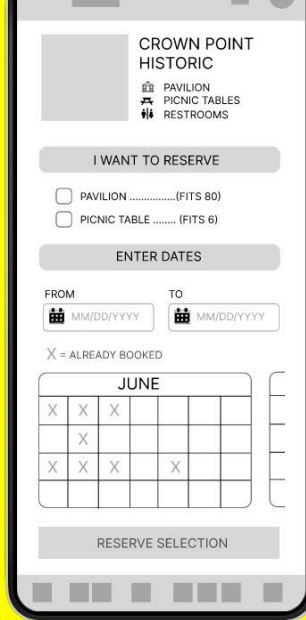 CROWN POINT
HISTORIC
PAVILION
PICNIC TABLES
RESTROOMS
I WANT TO RESERVE
PAVILION ................(FITS 80)
PICNIC TABLE ........ (FITS 6)
ENTER DATES
FROM TO
MM/DD/YYYY MM/DD/YYYY
X = ALREADY BOOKED
JUNE
X X X
X
X X X X
RESERVE SELECTION